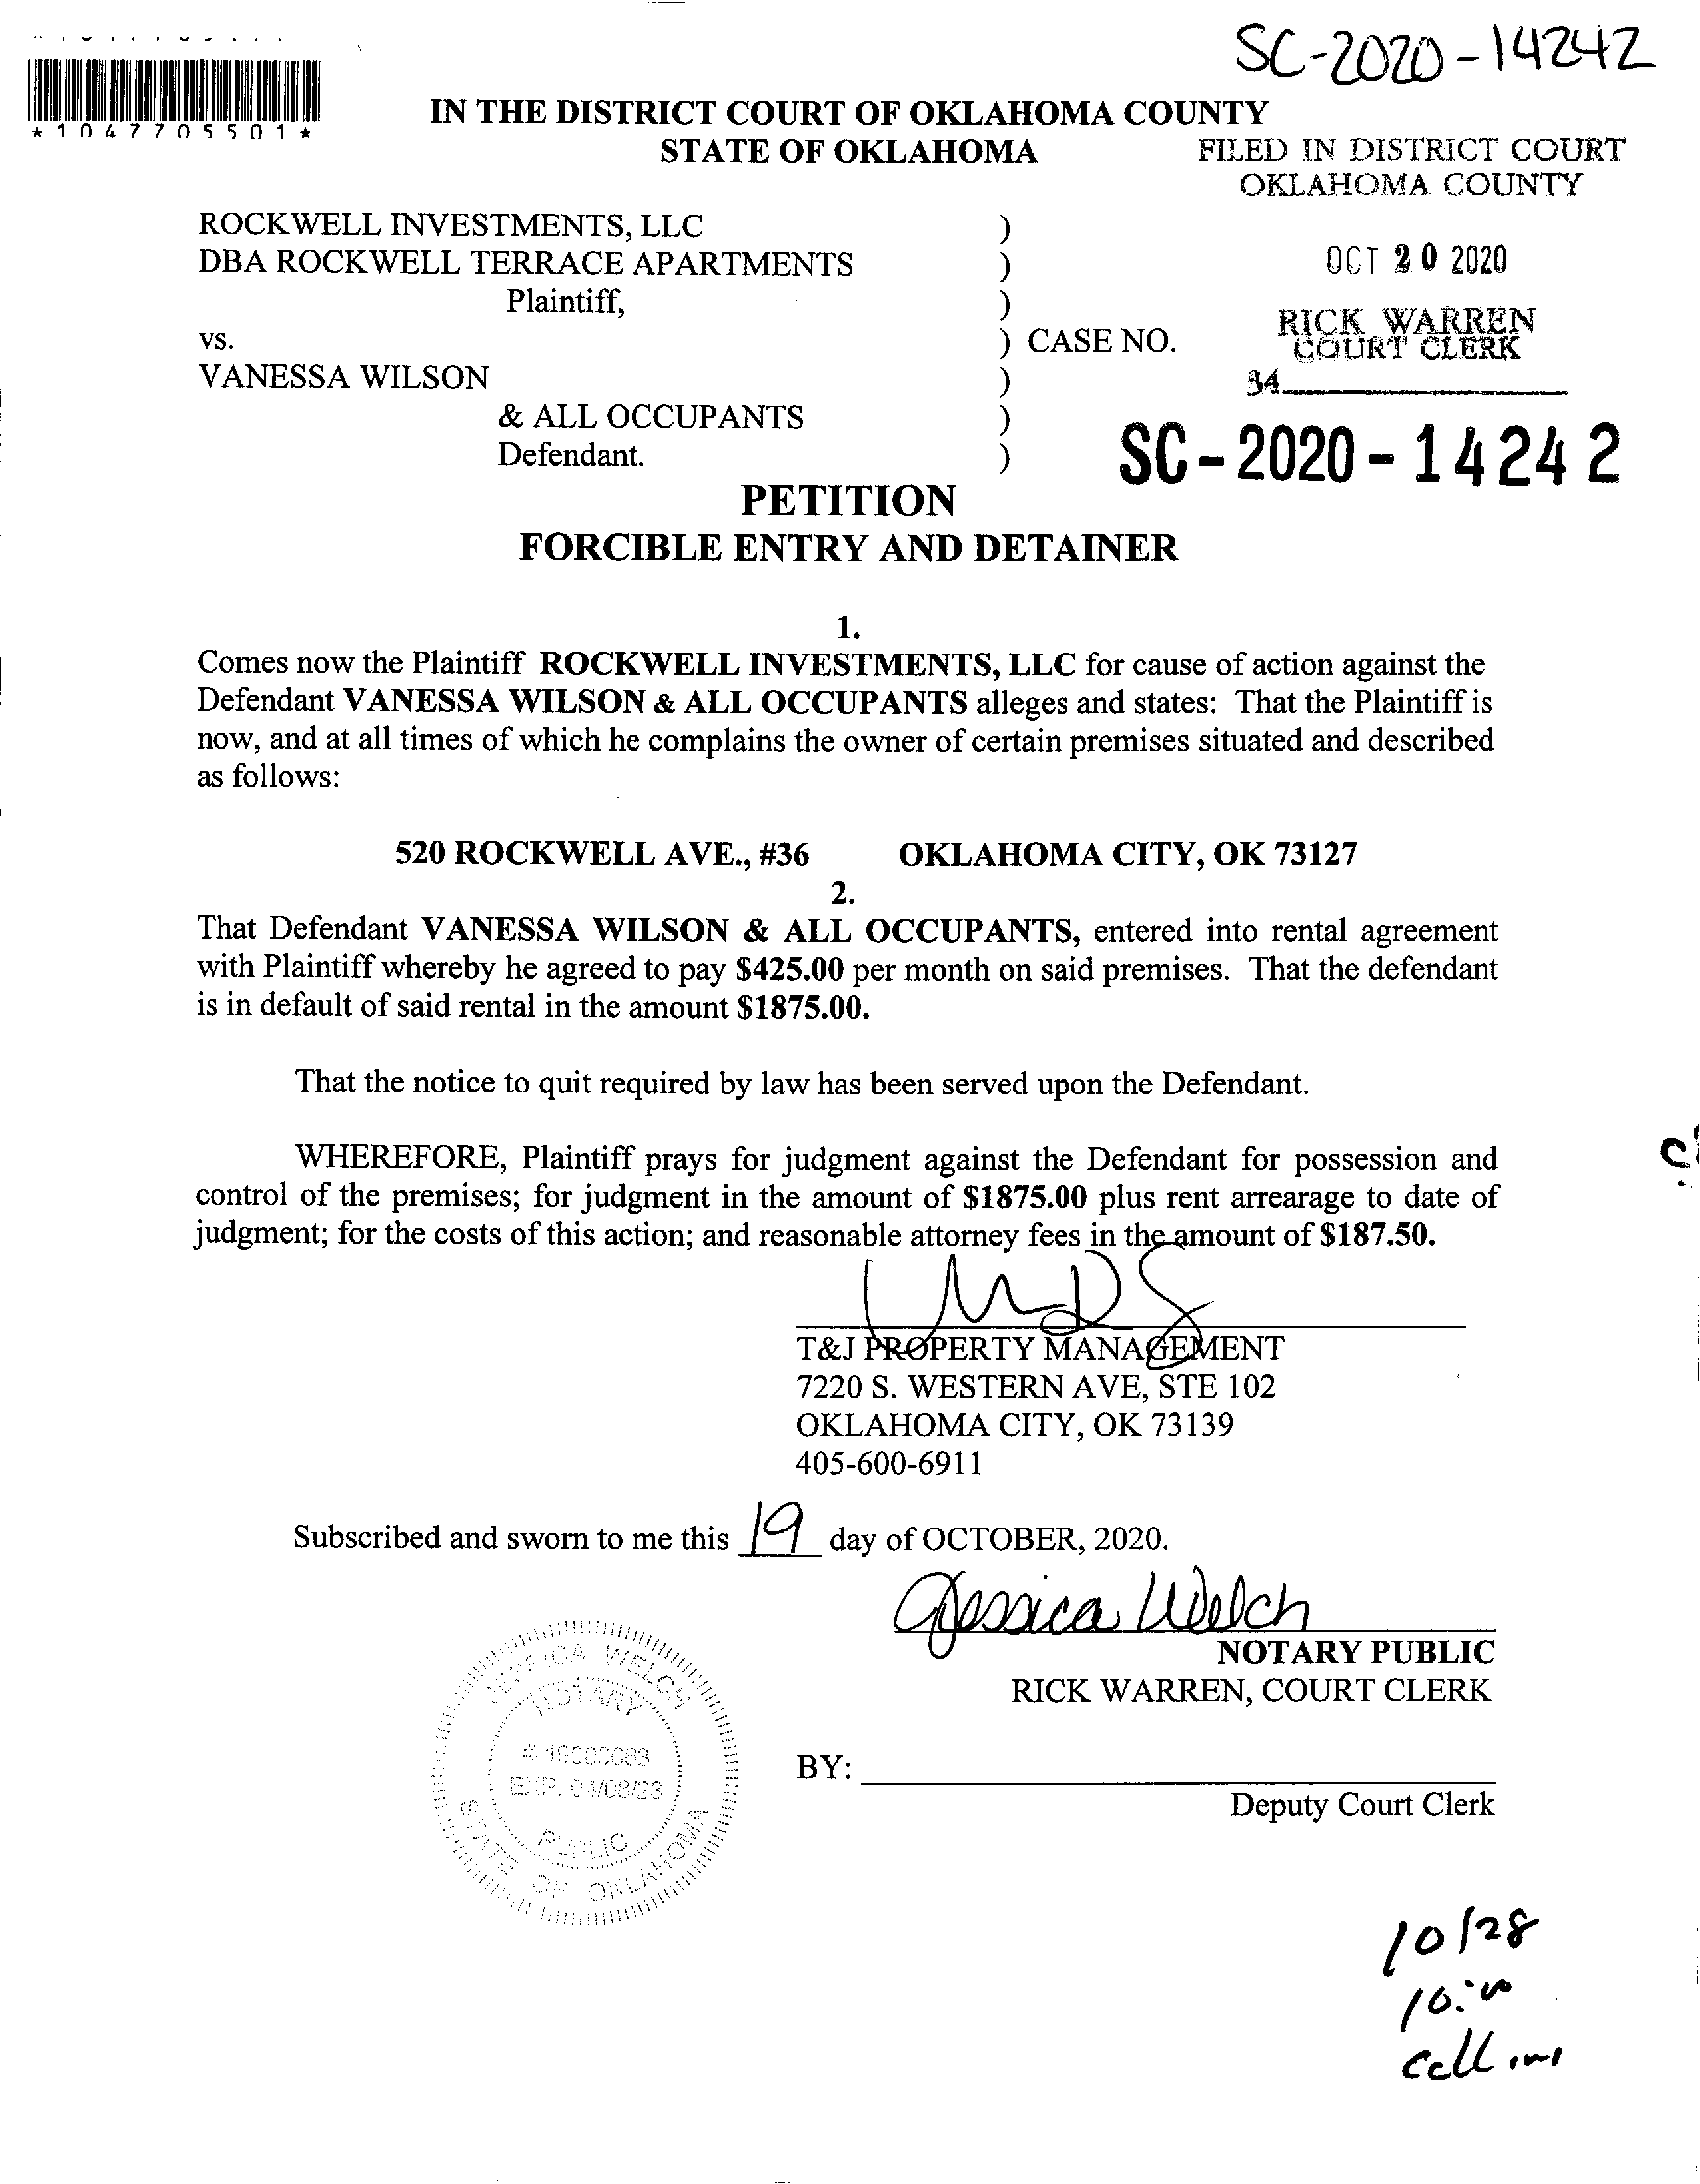 SC-2020-14242
*1047705501*
IN THE DISTRICT COURT OF OKLAHOMA COUNTY
STATE OF OKLAHOMA
FILED IN DISTRICT COURT
OKLAHOMA COUNTY
ROCKWELL INVESTMENTS, LLC )
DBA ROCKWELL TERRACE APARTMENTS )
OCT 20 2020
Plaintiff, )
RICK WARREN
COURT CLERK
vs. ) CASE NO.
VANESSA WILSON )
34
& ALL OCCUPANTS )
Defendant. )
SC-2020-14242
PETITION
FORCIBLE ENTRY AND DETAINER
1.
Comes now the Plaintiff ROCKWELL INVESTMENTS, LLC for cause of action against the
Defendant VANESSA WILSON & ALL OCCUPANTS alleges and states: That the Plaintiff is
now, and at all times of which he complains the owner of certain premises situated and described
as follows:
520 ROCKWELL AVE., #36 OKLAHOMA CITY, OK 73127
2.
That Defendant VANESSA WILSON & ALL OCCUPANTS, entered into rental agreement
with Plaintiff whereby he agreed to pay $425.00 per month on said premises. That the defendant
is in default of said rental in the amount $1875.00.
That the notice to quit required by law has been served upon the Defendant.
WHEREFORE, Plaintiff prays for judgment against the Defendant for possession and
control of the premises; for judgment in the amount of $1875.00 plus rent arrearage to date of
judgment; for the costs of this action; and reasonable attorney fees in the amount of $187.50.
T&J PROPERTY MANAGEMENT
7220 S. WESTERN AVE, STE 102
OKLAHOMA CITY, OK 73139
405-600-6911
Subscribed and sworn to me this 19 day of OCTOBER, 2020.
Jessica Welch
NOTARY PUBLIC
RICK WARREN, COURT CLERK
JESSICA WELCH
NOTARY
PUBLIC
STATE OF OKLAHOMA
BY:
Deputy Court Clerk
10/28